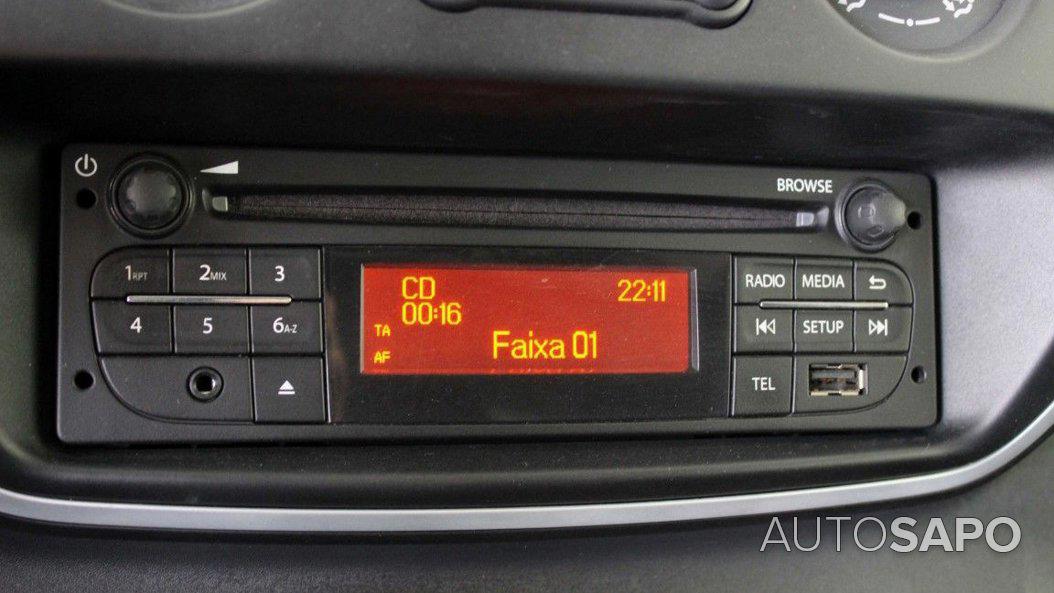 BROWSE
1RPT 2MIX 3
4 5 6A-Z
CD 22:11
00:16
TA
Faixa 01
AF
RADIO MEDIA
SETUP
TEL
AUTOSAPO